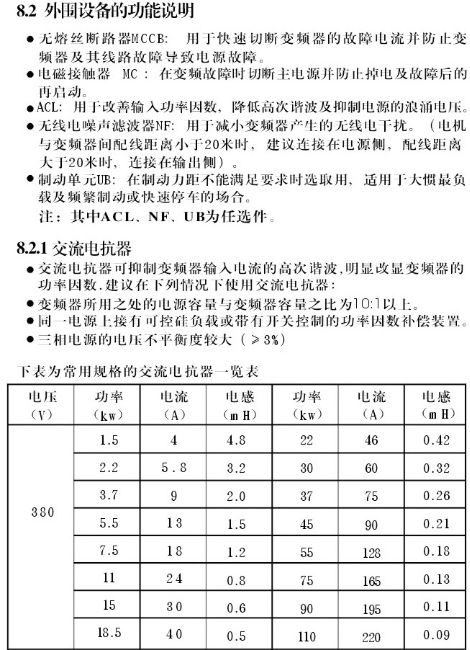 8.2 外围设备的功能说明
●无熔丝断路器MCCB: 用于快速切断变频器的故障电流并防止变
频器及其线路故障导致电源故障。
●电磁接触器 MC: 在变频故障时切断主电源并防止掉电及故障后的
再启动。
●ACL: 用于改善输入功率因数, 降低高次谐波及抑制电源的浪涌电压。
●无线电噪声滤波器NF: 用于减小变频器产生的无线电干扰。(电机
与变频器间配线距离小于20米时, 建议连接在电源侧, 配线距离
大于20米时, 连接在输出侧)。
●制动单元UB: 在制动力距不能满足要求时选取用, 适用于大惯量负
载及频繁制动或快速停车的场合。
注: 其中ACL、NF、UB为任选件。
8.2.1 交流电抗器
●交流电抗器可抑制变频器输入电流的高次谐波,明显改显变频器的
功率因数.建议在下列情况下使用交流电抗器:
●变频器所用之处的电源容量与变频器容量之比为10:1以上。
●同一电源上接有可控硅负载或带有开关控制的功率因数补偿装置。
●三相电源的电压不平衡度较大 (≥3%)
下表为常用规格的交流电抗器一览表
电压 功率 电流 电感 功率 电流 电感
(V) (kw) (A) (mH) (kw) (A) (mH)
1.5 4 4.8 22 46 0.42
2.2 5.8 3.2 30 60 0.32
3.7 9 2.0 37 75 0.26
380
5.5 13 1.5 45 90 0.21
7.5 18 1.2 55 128 0.18
11 24 0.8 75 165 0.13
15 30 0.6 90 195 0.11
18.5 40 0.5 110 220 0.09